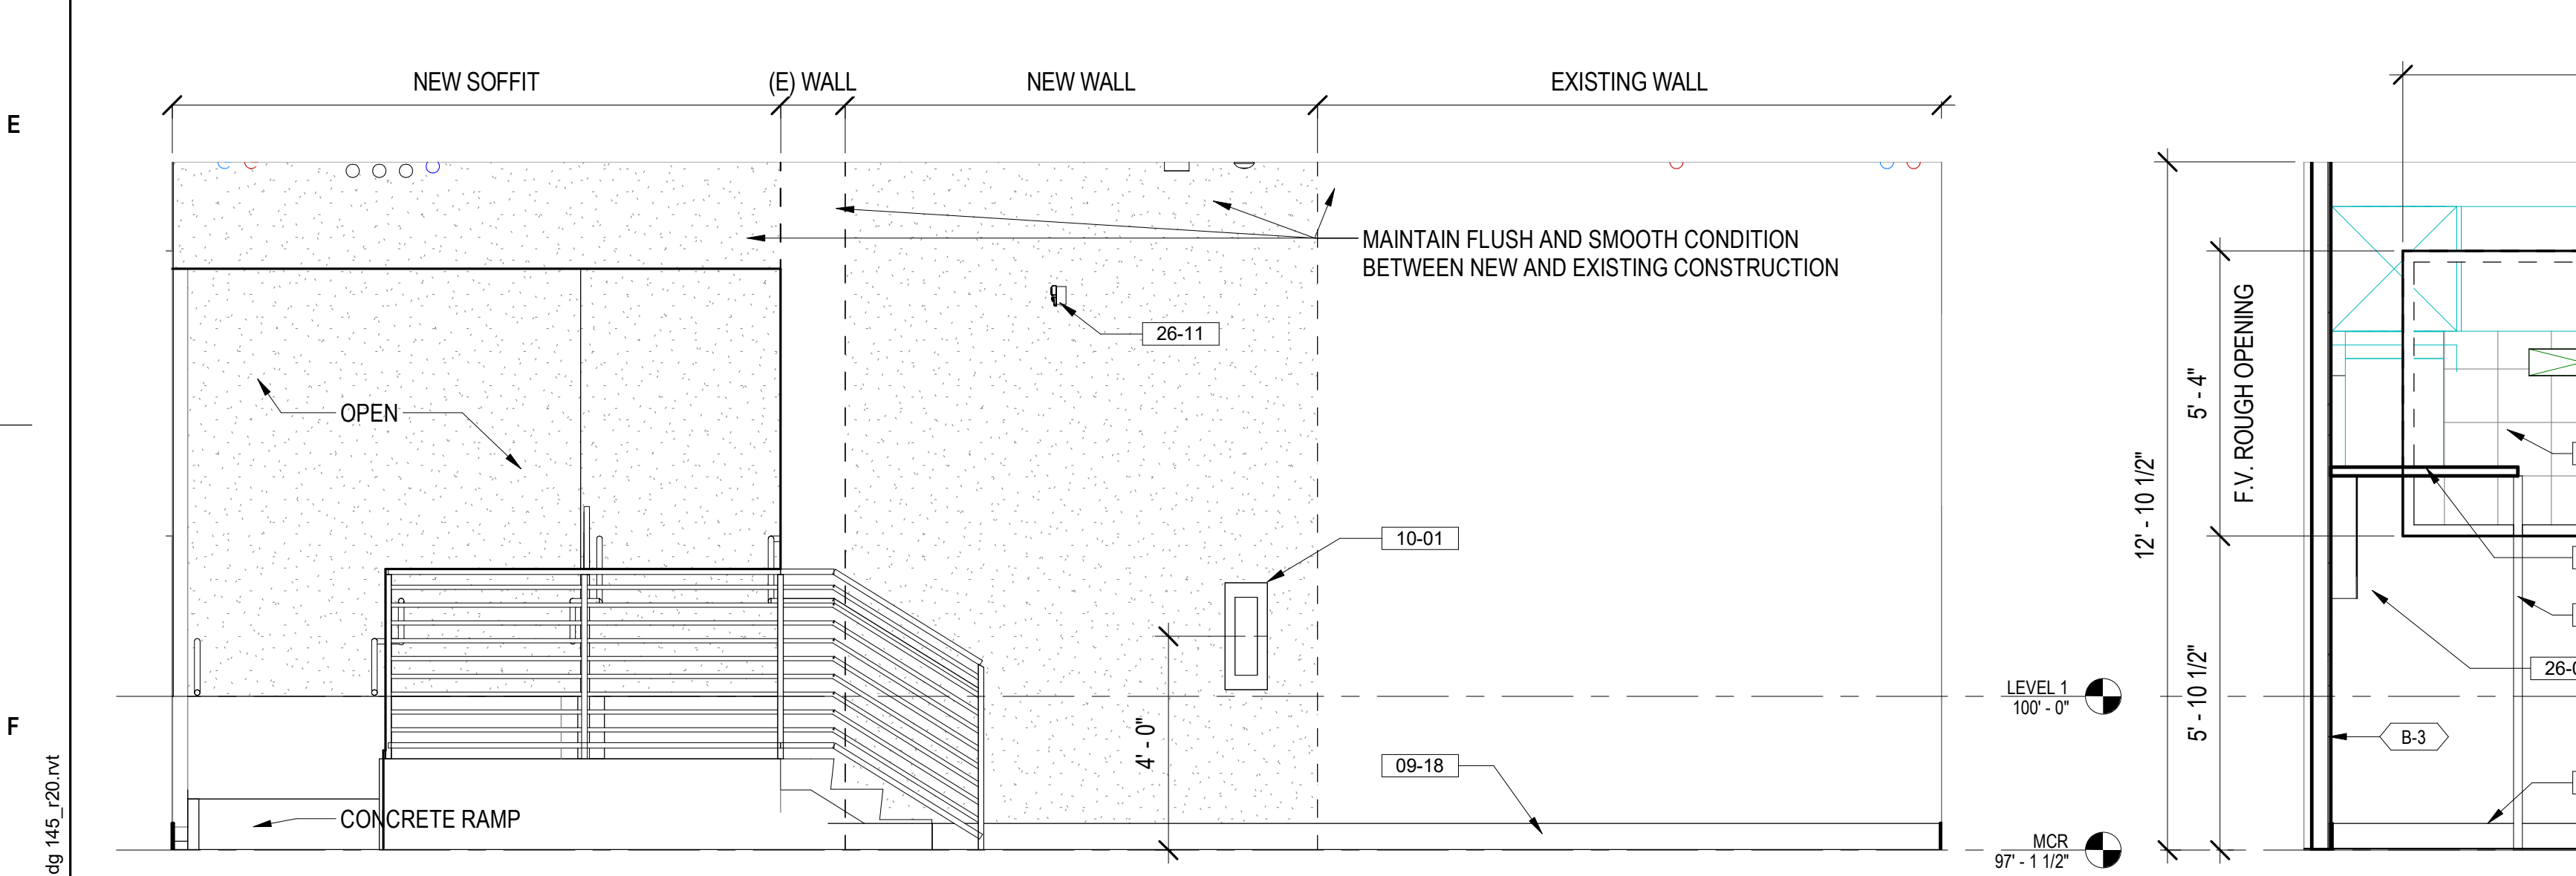 NEW SOFFIT
(E) WALL
NEW WALL
EXISTING WALL
E
MAINTAIN FLUSH AND SMOOTH CONDITION
BETWEEN NEW AND EXISTING CONSTRUCTION
26-11
OPEN
10-01
LEVEL 1
100' - 0"
4' - 0"
09-18
CONCRETE RAMP
MCR
97' - 1 1/2"
F
dg 145_r20.rvt
12' - 10 1/2"
5' - 4"
F.V. ROUGH OPENING
5' - 10 1/2"
B-3